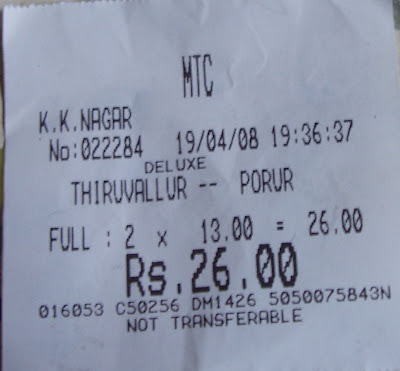 MTC
K.K.NAGAR
No:022284 19/04/08 19:36:37
DELUXE
THIRUVALLUR -- PORUR
FULL : 2 x 13.00 = 26.00
Rs.26.00
016053 C50256 DM1426 5050075843N
NOT TRANSFERABLE